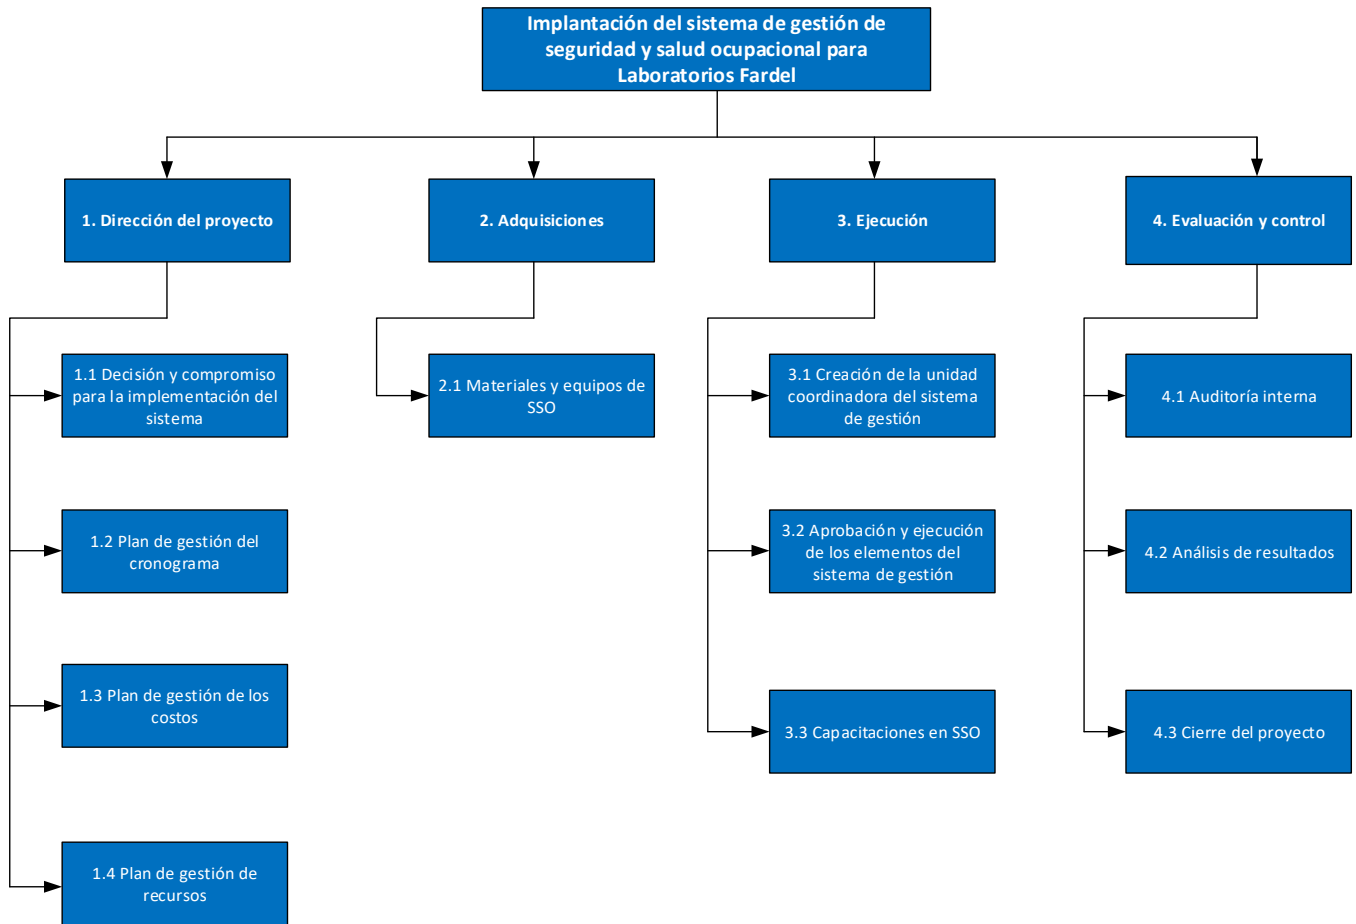 Implantación del sistema de gestión de
seguridad y salud ocupacional para
Laboratorios Fardel
1. Dirección del proyecto
2. Adquisiciones
3. Ejecución
4. Evaluación y control
1.1 Decisión y compromiso
para la implementación del
sistema
2.1 Materiales y equipos de
SSO
3.1 Creación de la unidad
coordinadora del sistema
de gestión
4.1 Auditoría interna
1.2 Plan de gestión del
cronograma
3.2 Aprobación y ejecución
de los elementos del
sistema de gestión
4.2 Análisis de resultados
1.3 Plan de gestión de los
costos
3.3 Capacitaciones en SSO
4.3 Cierre del proyecto
1.4 Plan de gestión de
recursos